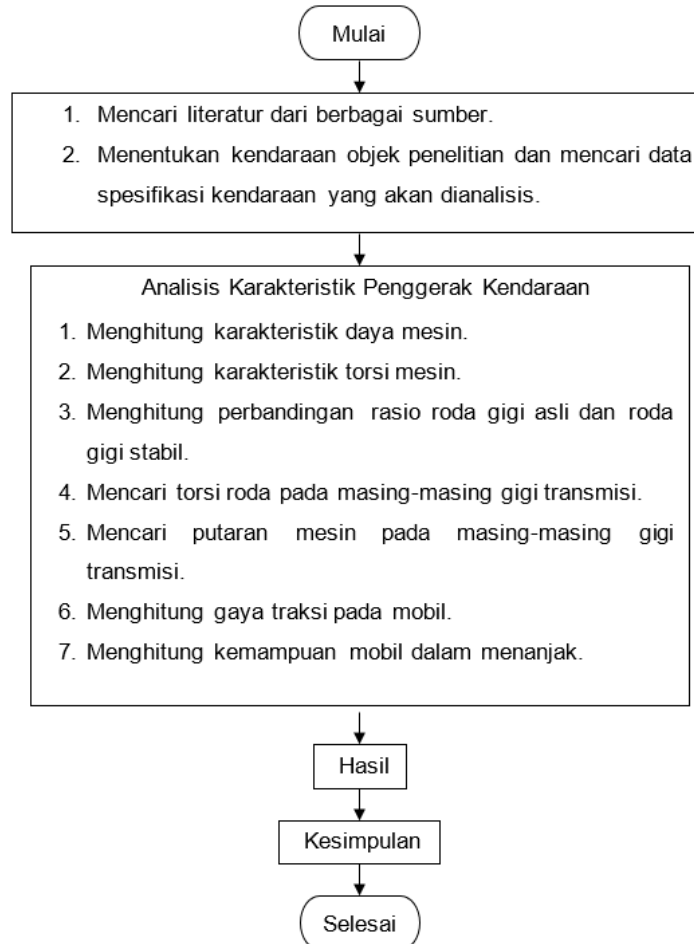 Mulai
1. Mencari literatur dari berbagai sumber.
2. Menentukan kendaraan objek penelitian dan mencari data
spesifikasi kendaraan yang akan dianalisis.
Analisis Karakteristik Penggerak Kendaraan
1. Menghitung karakteristik daya mesin.
2. Menghitung karakteristik torsi mesin.
3. Menghitung perbandingan rasio roda gigi asli dan roda
gigi stabil.
4. Mencari torsi roda pada masing-masing gigi transmisi.
5. Mencari putaran mesin pada masing-masing gigi
transmisi.
6. Menghitung gaya traksi pada mobil.
7. Menghitung kemampuan mobil dalam menanjak.
Hasil
Kesimpulan
Selesai